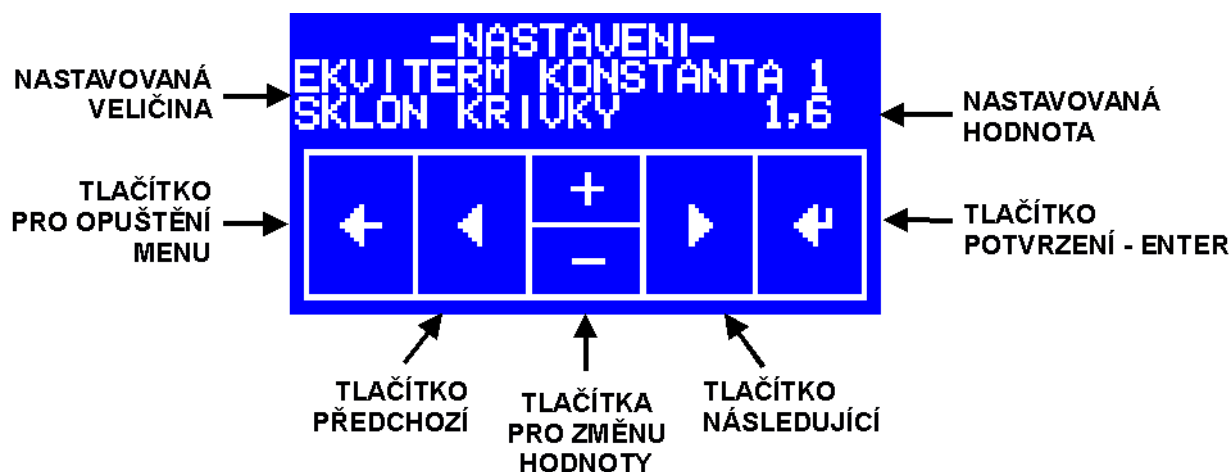 -NASTAVENI-
EKVITERM KONSTANTA 1
SKLON KRIVKY 1,6
NASTAVOVANÁ
VELIČINA
NASTAVOVANÁ
HODNOTA
TLAČÍTKO
PRO OPUŠTĚNÍ
MENU
+
-
TLAČÍTKO
POTVRZENÍ - ENTER
TLAČÍTKO
PŘEDCHOZÍ
TLAČÍTKA
PRO ZMĚNU
HODNOTY
TLAČÍTKO
NÁSLEDUJÍCÍ